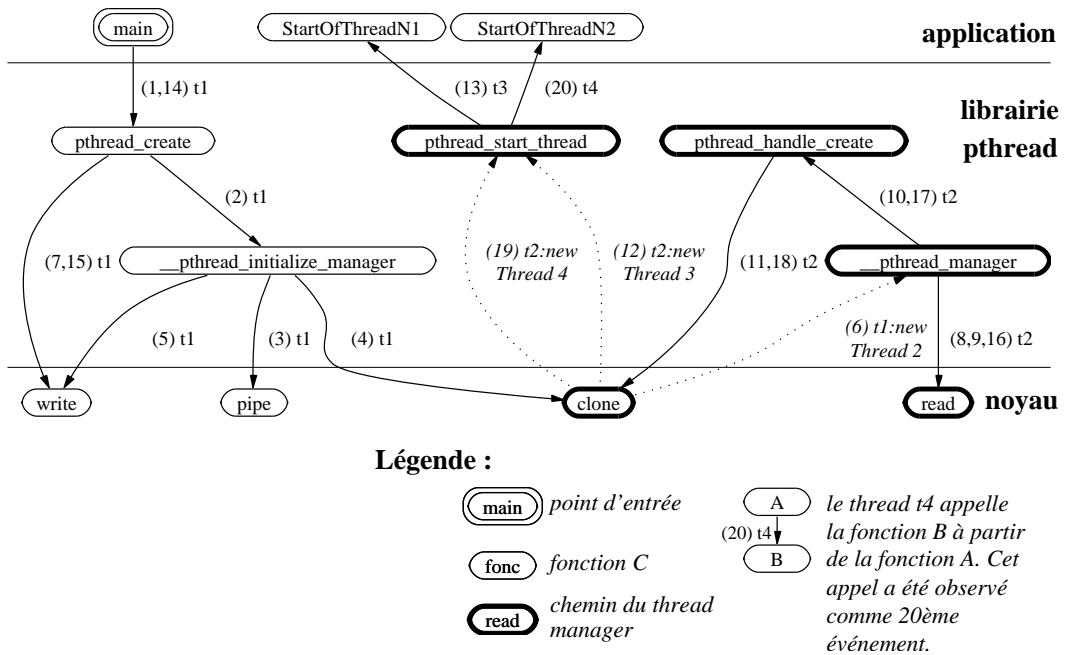 main
StartOfThreadN1
StartOfThreadN2
application
(1,14) t1
(13) t3
(20) t4
librairie
pthread
pthread_create
pthread_start_thread
pthread_handle_create
(2) t1
(10,17) t2
(7,15) t1
__pthread_initialize_manager
(19) t2:new
Thread 4
(12) t2:new
Thread 3
(11,18) t2
__pthread_manager
(5) t1
(3) t1
(4) t1
(6) t1:new
Thread 2
(8,9,16) t2
write
pipe
clone
read
noyau
Légende :
main
point d'entrée
fonc
fonction C
read
chemin du thread
manager
A
(20) t4
B
le thread t4 appelle
la fonction B à partir
de la fonction A. Cet
appel a été observé
comme 20ème
événement.